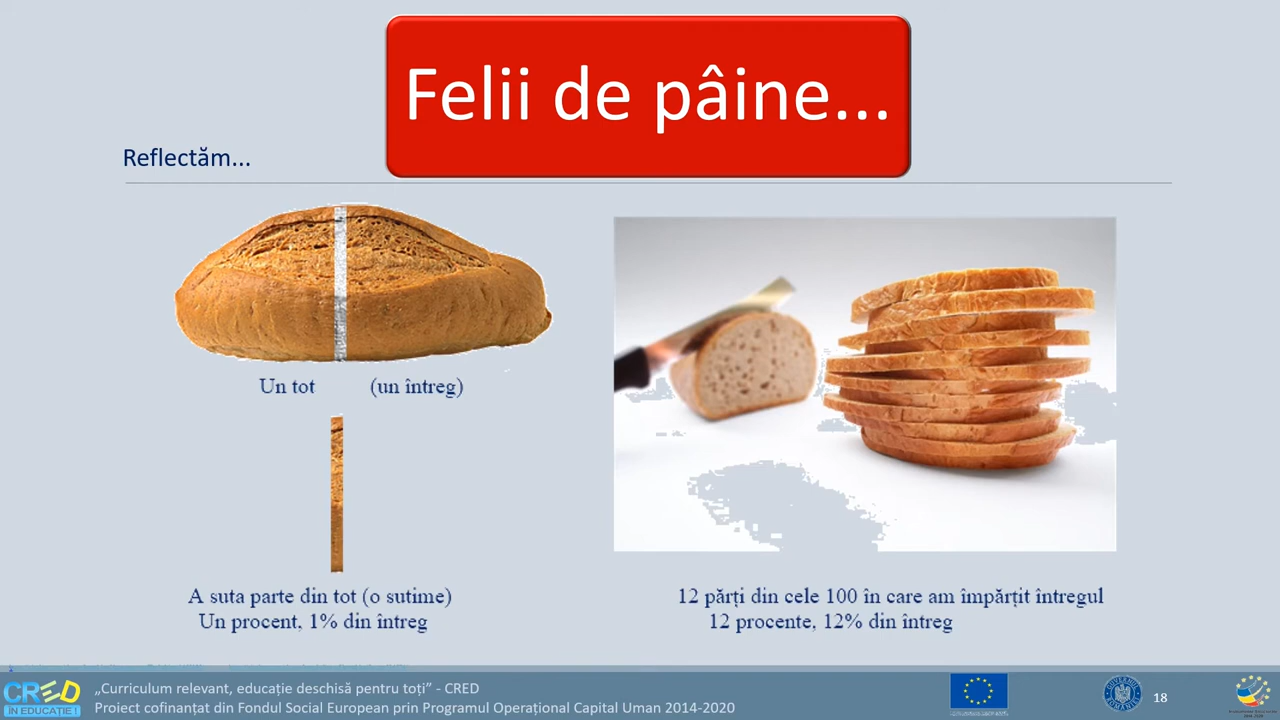 Felii de pâine...
Reflectăm...
Un tot (un întreg)
A suta parte din tot (o sutime)
Un procent, 1% din întreg
12 părți din cele 100 în care am împărțit întregul
12 procente, 12% din întreg
CRED
ÎN EDUCAȚIE !
„Curriculum relevant, educație deschisă pentru toți” - CRED
Proiect cofinanțat din Fondul Social European prin Programul Operațional Capital Uman 2014-2020
18